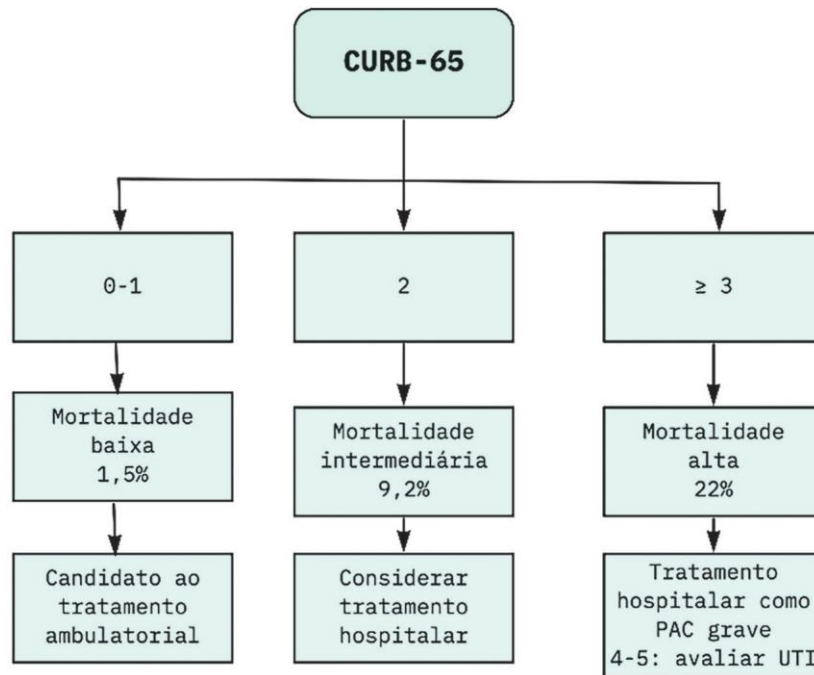 CURB-65
0-1
2
≥ 3
Mortalidade
baixa
1,5%
Mortalidade
intermediária
9,2%
Mortalidade
alta
22%
Candidato ao
tratamento
ambulatorial
Considerar
tratamento
hospitalar
Tratamento
hospitalar como
PAC grave
4-5: avaliar UTI